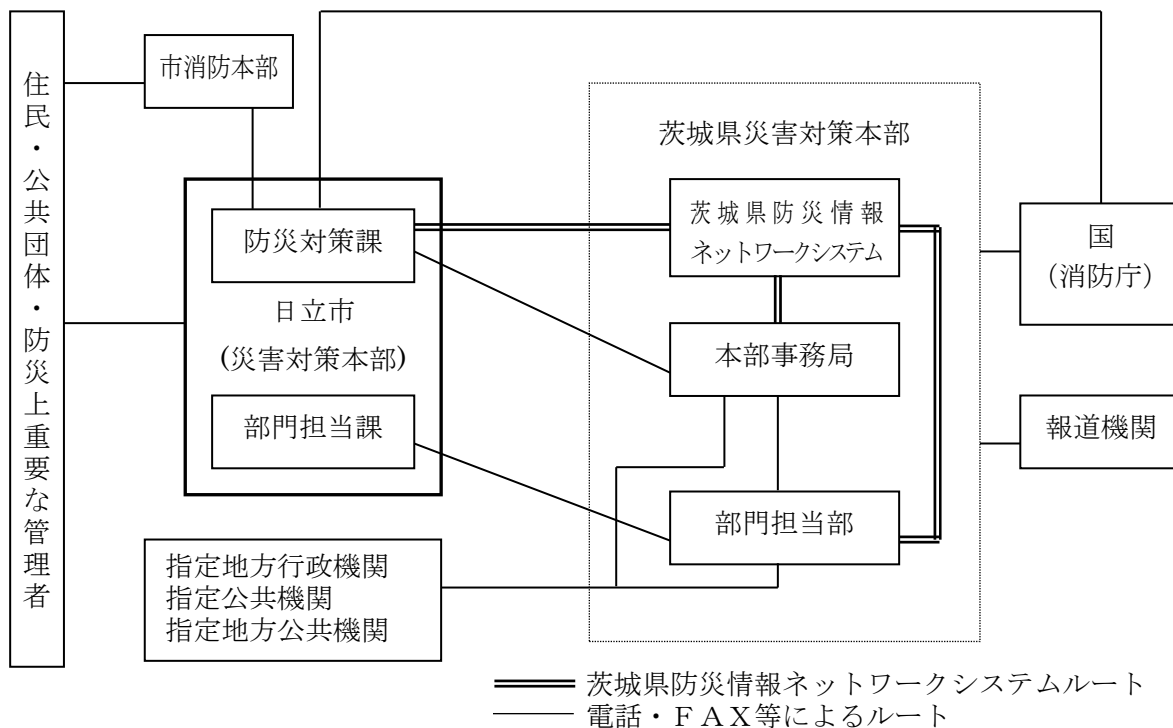 住民・公共団体・防災上重要な管理者
市消防本部
防災対策課
日立市
(災害対策本部)
部門担当課
指定地方行政機関
指定公共機関
指定地方公共機関
茨城県災害対策本部
茨城県防災情報
ネットワークシステム
本部事務局
部門担当部
国
(消防庁)
報道機関
茨城県防災情報ネットワークシステムルート
電話・ＦＡＸ等によるルート